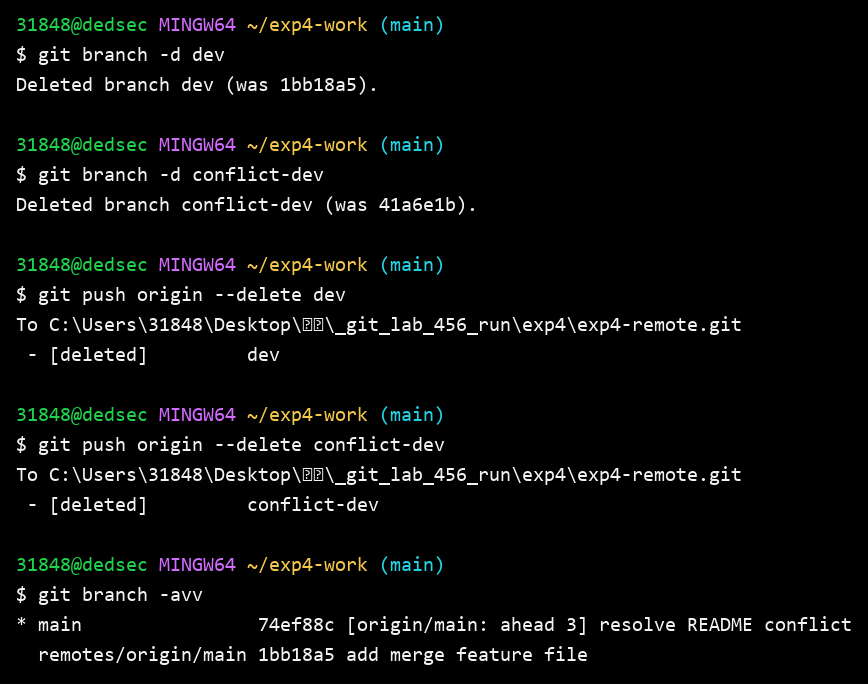 31848@dedsec MINGW64 ~/exp4-work (main)
$ git branch -d dev
Deleted branch dev (was 1bb18a5).
31848@dedsec MINGW64 ~/exp4-work (main)
$ git branch -d conflict-dev
Deleted branch conflict-dev (was 41a6e1b).
31848@dedsec MINGW64 ~/exp4-work (main)
$ git push origin --delete dev
To C:\Users\31848\Desktop\\_git_lab_456_run\exp4\exp4-remote.git
 - [deleted]         dev
31848@dedsec MINGW64 ~/exp4-work (main)
$ git push origin --delete conflict-dev
To C:\Users\31848\Desktop\\_git_lab_456_run\exp4\exp4-remote.git
 - [deleted]         conflict-dev
31848@dedsec MINGW64 ~/exp4-work (main)
$ git branch -avv
* main                74ef88c [origin/main: ahead 3] resolve README conflict
  remotes/origin/main 1bb18a5 add merge feature file